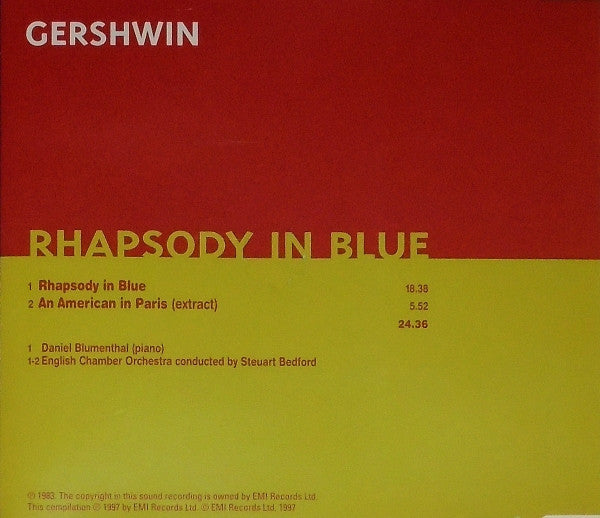 GERSHWIN
RHAPSODY IN BLUE
1 Rhapsody in Blue 18.38
2 An American in Paris (extract) 5.52
24.36
1 Daniel Blumenthal (piano)
1-2 English Chamber Orchestra conducted by Steuart Bedford
℗ 1983. The copyright in this sound recording is owned by EMI Records Ltd.
This compilation ℗ 1997 by EMI Records Ltd. © EMI Records Ltd. 1997